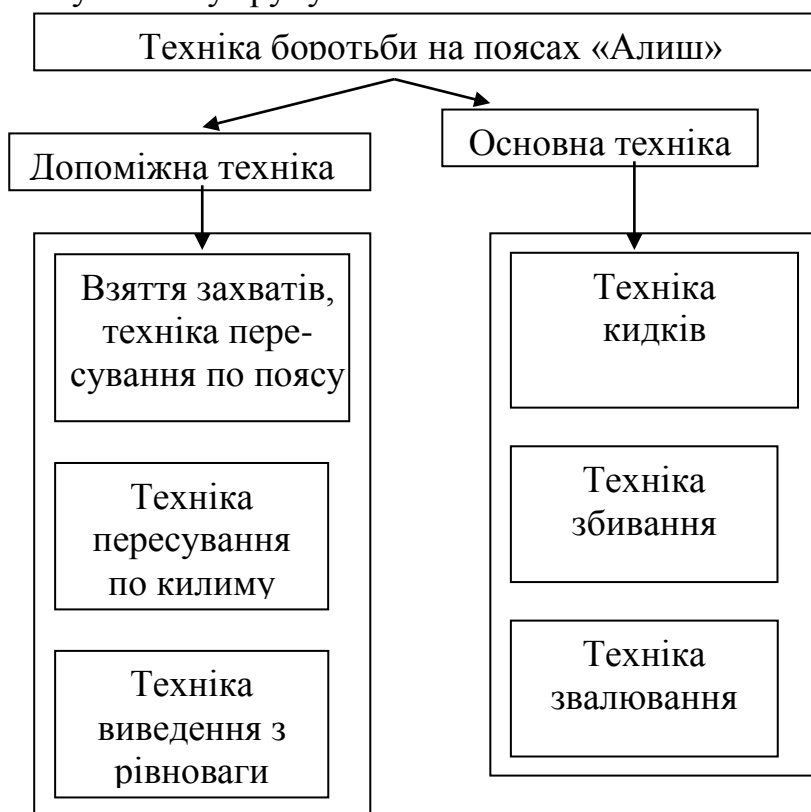 Техніка боротьби на поясах «Алиш»
Допоміжна техніка
Основна техніка
Взяття захватів,
техніка пере-
сування по поясу
Техніка
пересування
по килиму
Техніка
виведення з
рівноваги
Техніка
кидків
Техніка
збивання
Техніка
звалювання